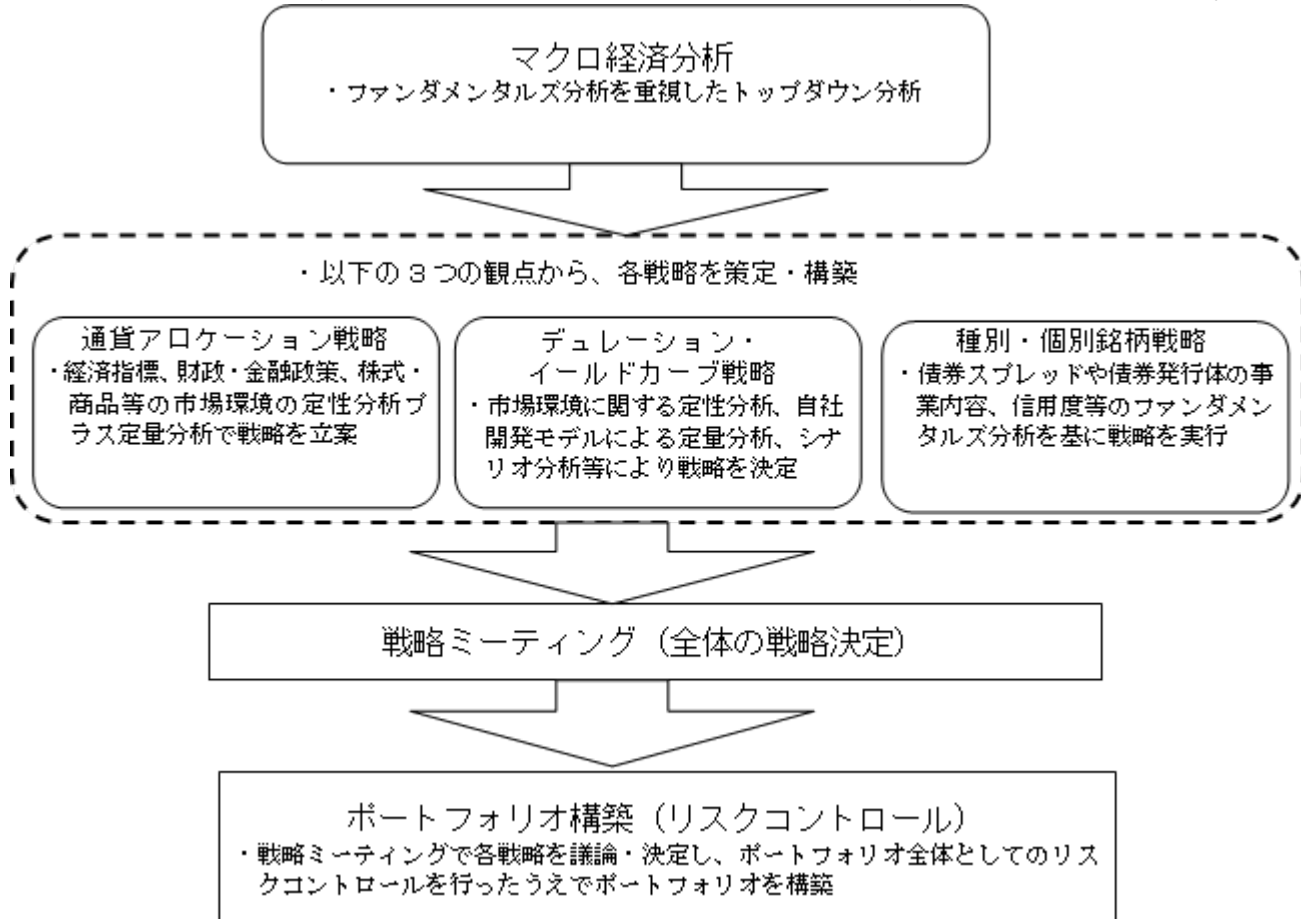 マクロ経済分析
・ファンダメンタルズ分析を重視したトップダウン分析
・以下の3つの観点から、各戦略を策定・構築
通貨アロケーション戦略
・経済指標、財政・金融政策、株式・
商品等の市場環境の定性分析プ
ラス定量分析で戦略を立案
デュレーション・
イールドカーブ戦略
・市場環境に関する定性分析、自社
開発モデルによる定量分析、シナ
リオ分析等により戦略を決定
種別・個別銘柄戦略
・債券スプレッドや債券発行体の事
業内容、信用度等のファンダメン
タルズ分析を基に戦略を実行
戦略ミーティング（全体の戦略決定）
ポートフォリオ構築（リスクコントロール）
・戦略ミーティングで各戦略を議論・決定し、ポートフォリオ全体としてのリス
クコントロールを行ったうえでポートフォリオを構築